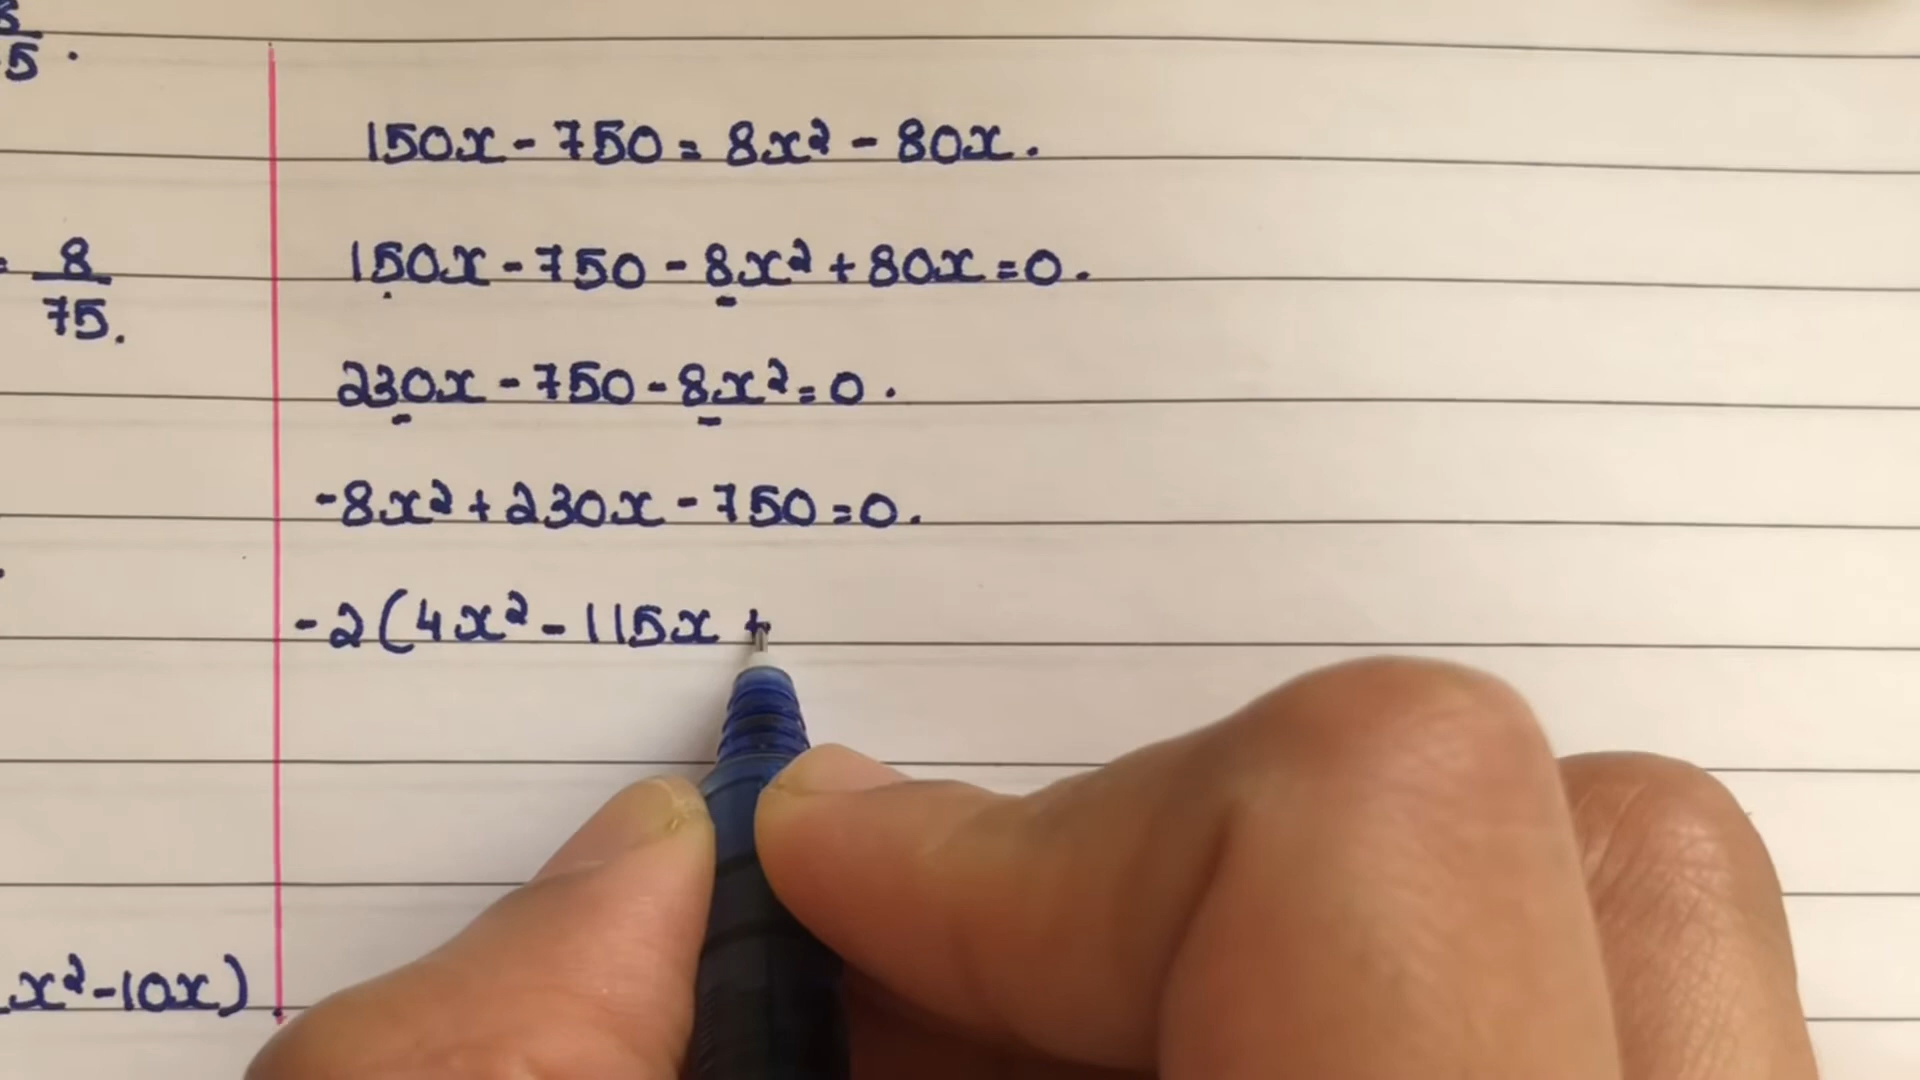 5.
= 8/75.
x² - 10x)
150x - 750 = 8x² - 80x.
150x - 750 - 8x² + 80x = 0.
230x - 750 - 8x² = 0.
-8x² + 230x - 750 = 0.
-2(4x² - 115x +